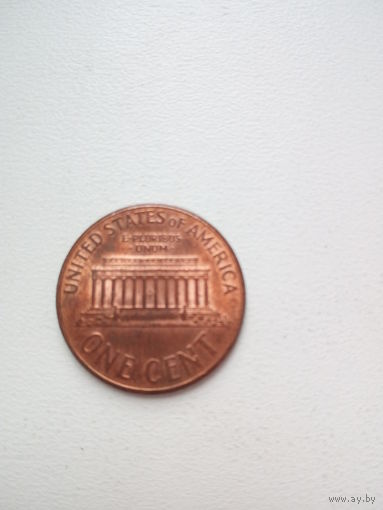 UNITED STATES OF AMERICA
E·PLURIBUS
UNUM
ONE CENT
www.ay.by